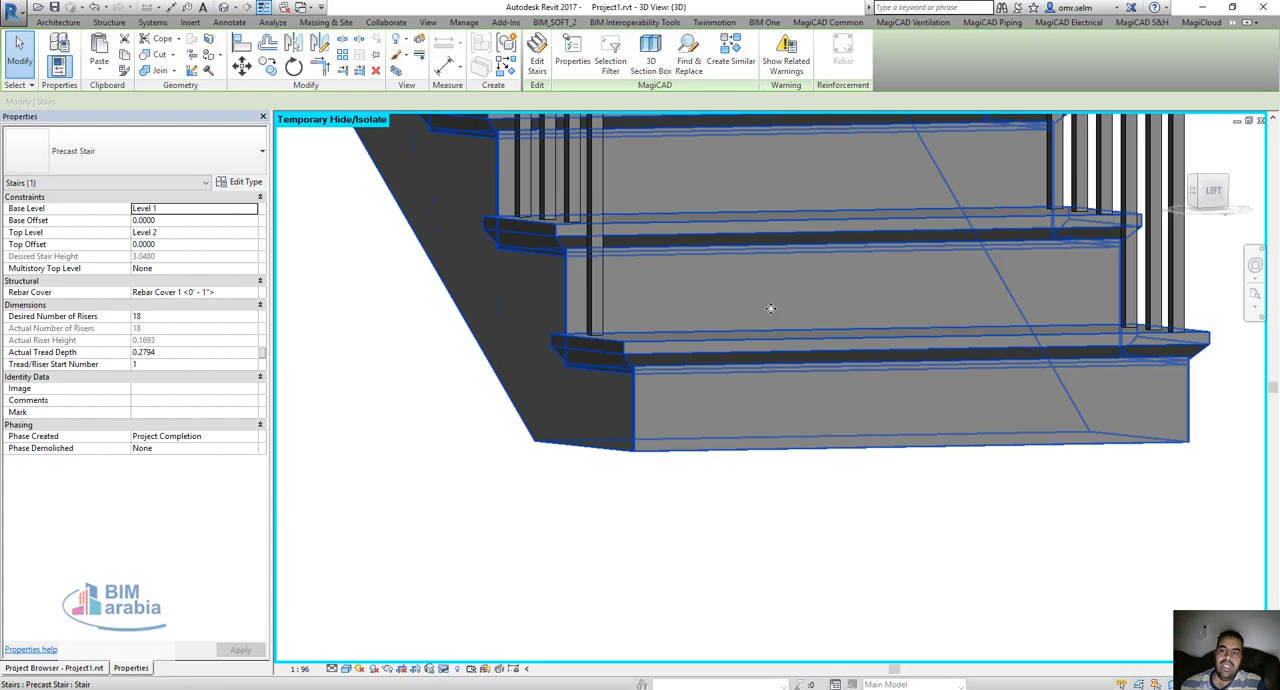 Autodesk Revit 2017 - Project1.rvt - 3D View: {3D}
Type a keyword or phrase
omr.selm
Architecture Structure Systems Insert Annotate Analyze Massing & Site Collaborate View Manage Add-Ins BIM_SOFT_2 BIM Interoperability Tools Twinmotion BIM One MagiCAD Common MagiCAD Ventilation MagiCAD Piping MagiCAD Electrical MagiCAD S&H MagiCloud
Modify
Paste
Cope
Cut
Join
Edit Stairs
Properties
Selection Filter
3D Section Box
Find & Replace
Create Similar
Show Related Warnings
Rebar
Select Properties Clipboard Geometry Modify View Measure Create Edit MagiCAD Warning Reinforcement
Modify | Stairs
Properties
Precast Stair
Stairs (1)
Edit Type
Constraints
Base Level Level 1
Base Offset 0.0000
Top Level Level 2
Top Offset 0.0000
Desired Stair Height 3.0480
Multistory Top Level None
Structural
Rebar Cover Rebar Cover 1 <0' - 1">
Dimensions
Desired Number of Risers 18
Actual Number of Risers 18
Actual Riser Height 0.1693
Actual Tread Depth 0.2794
Tread/Riser Start Number 1
Identity Data
Image
Comments
Mark
Phasing
Phase Created Project Completion
Phase Demolished None
BIM
arabia
Properties help
Apply
Project Browser - Project1.rvt
Properties
Stairs : Precast Stair : Stair
Temporary Hide/Isolate
LEFT
1 : 96
:0
Main Model